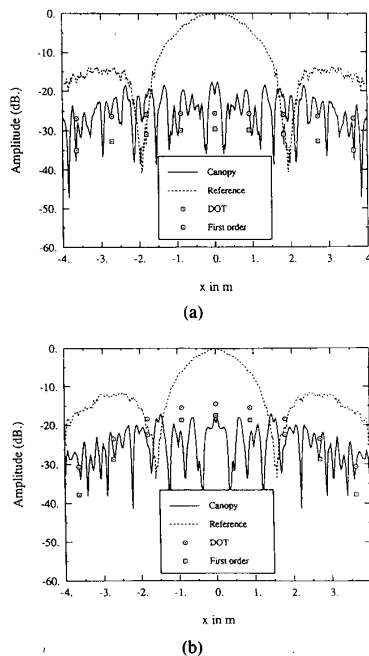 0.
-10.
-20.
-30.
-40.
-50.
-60.
Amplitude (dB.)
Canopy
Reference
DOT
First order
-4. -3. -2. -1. 0. 1. 2. 3. 4.
x in m
(a)
0.
-10.
-20.
-30.
-40.
-50.
-60.
Amplitude (dB.)
Canopy
Reference
DOT
First order
-4. -3. -2. -1. 0. 1. 2. 3. 4.
x in m
(b)